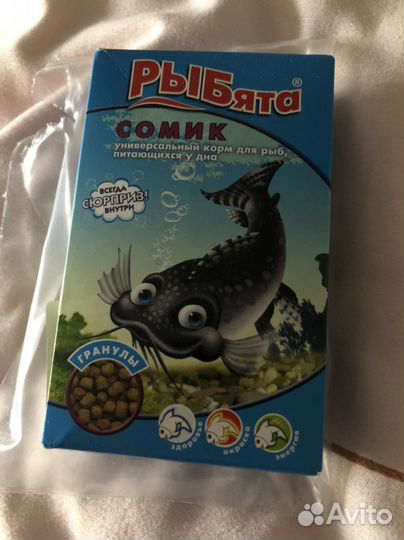 РЫБята®
СОМИК
универсальный корм для рыб,
питающихся у дна
ВСЕГДА
СЮРПРИЗ!
ВНУТРИ
ГРАНУЛЫ
здоровье
окраска
энергия
Avito